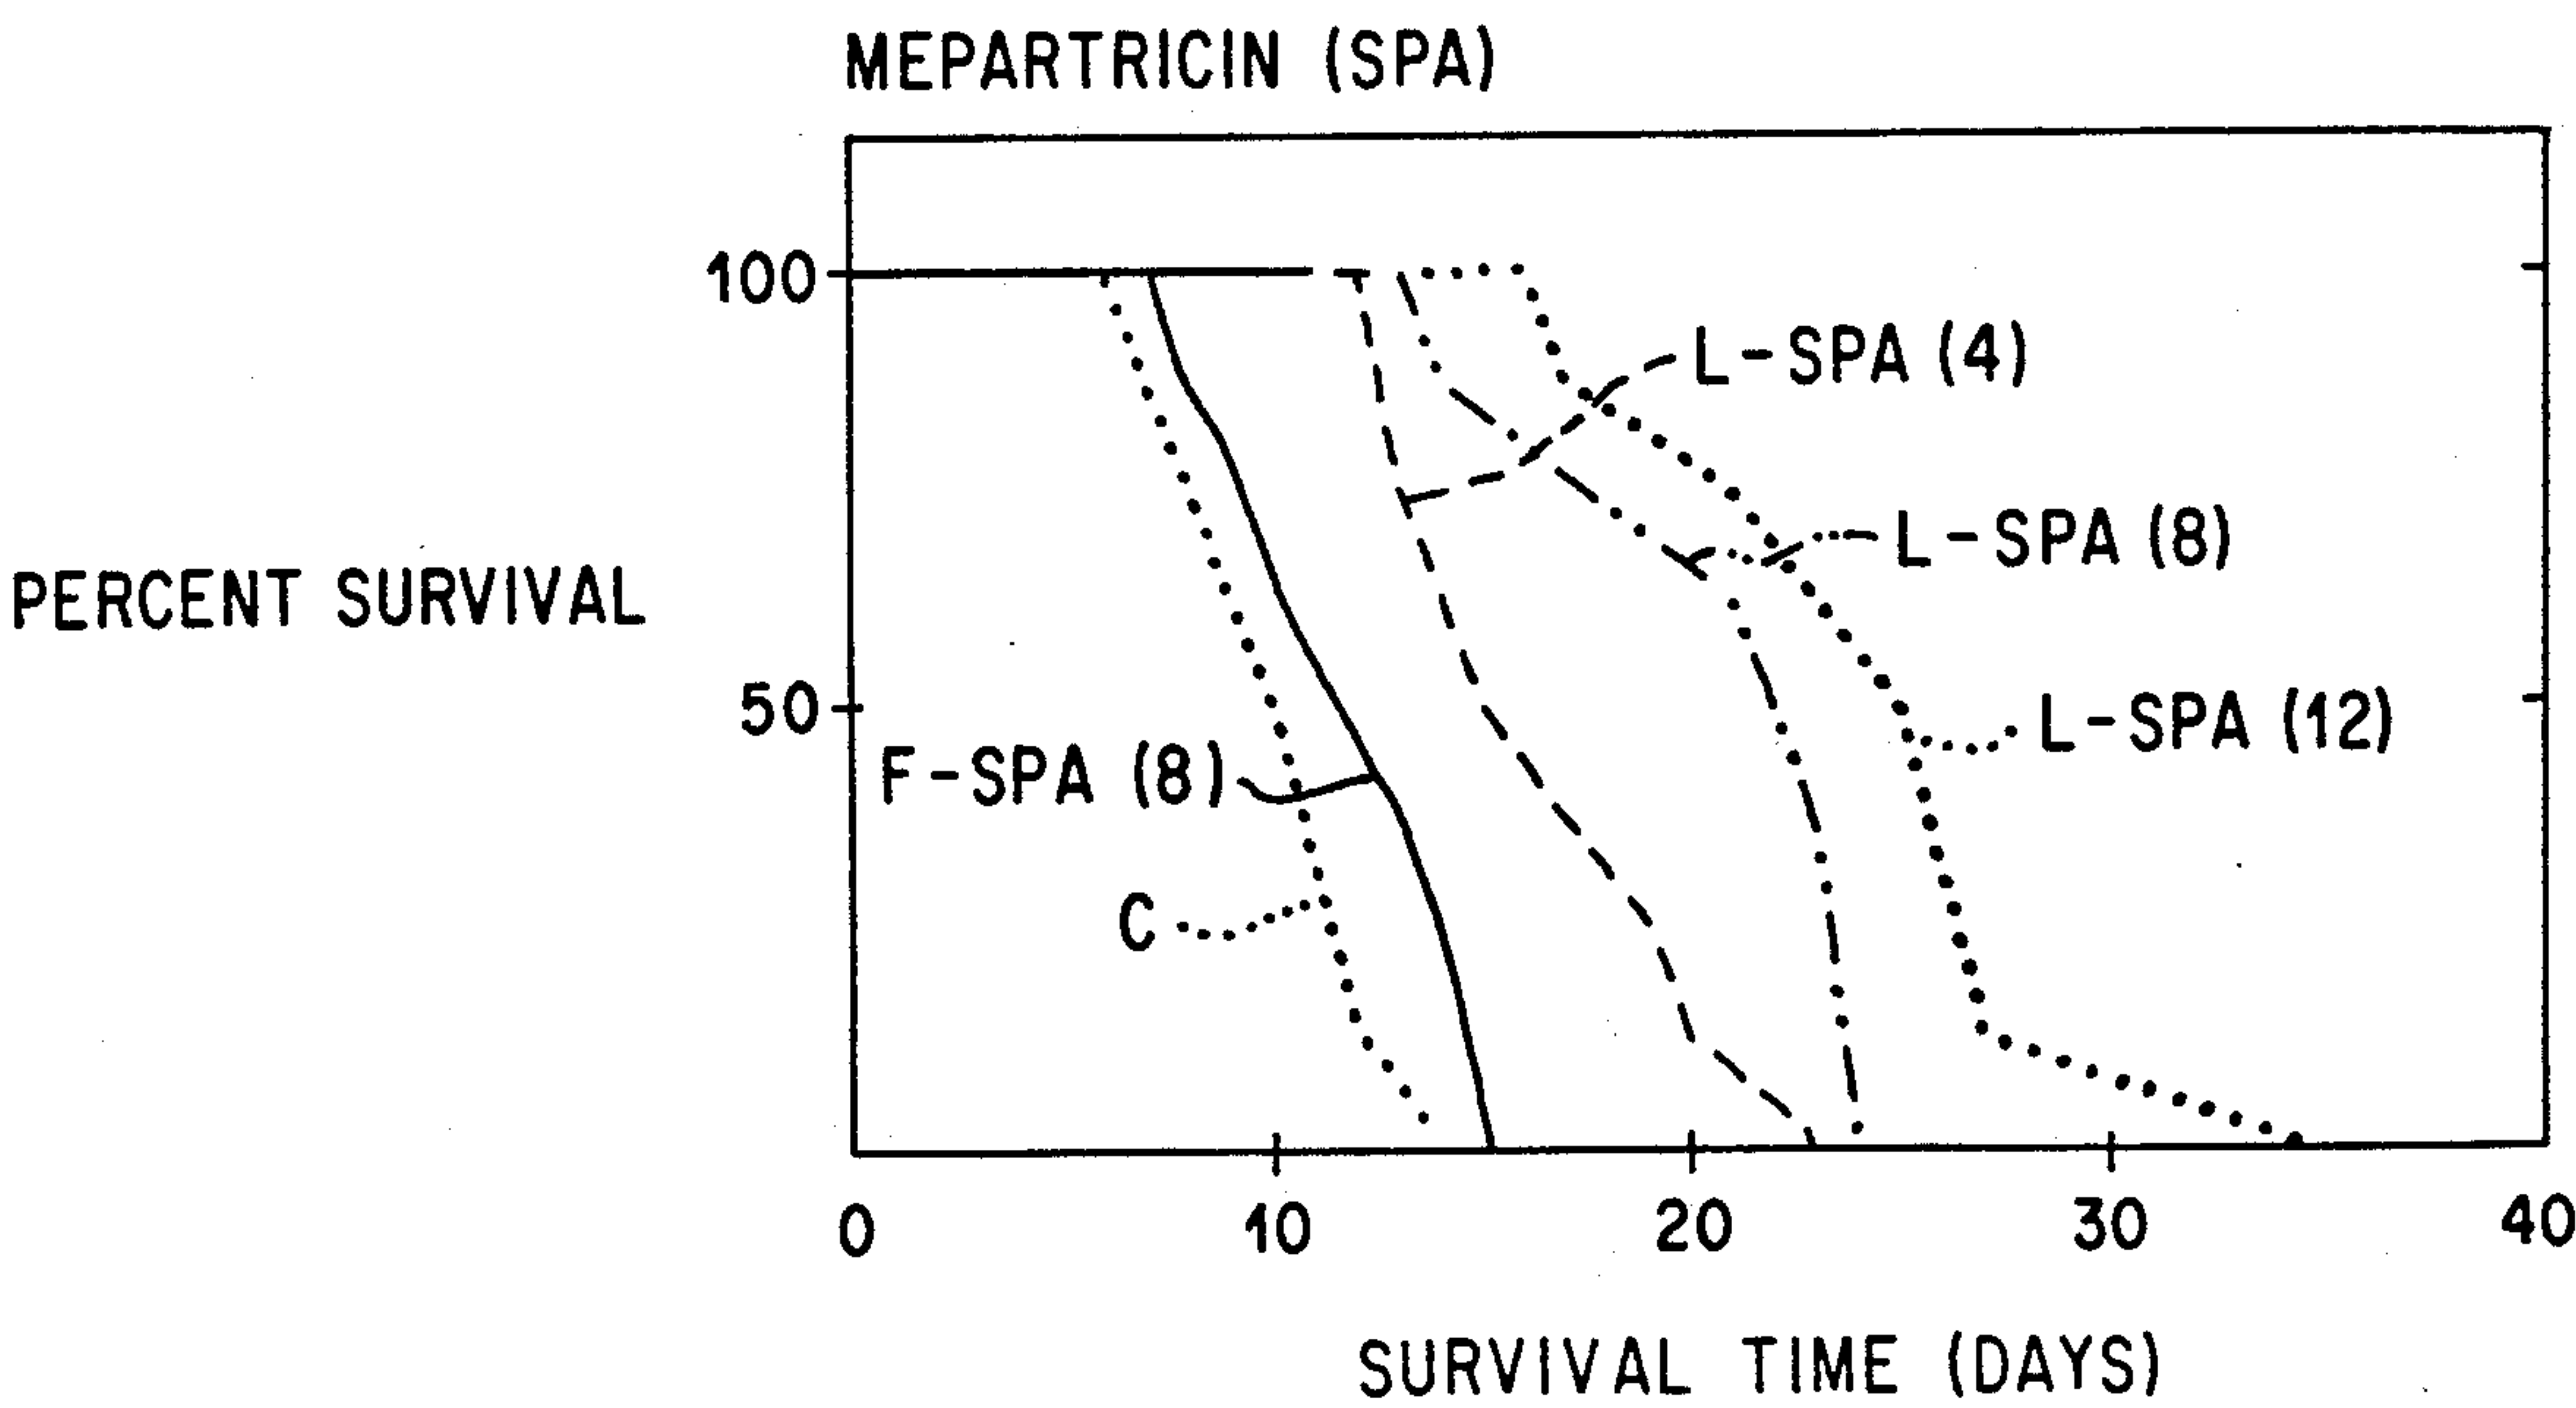 MEPARTRICIN (SPA)
100
L-SPA (4)
L-SPA (8)
PERCENT SURVIVAL
50
L-SPA (12)
F-SPA (8)
C
0 10 20 30 40
SURVIVAL TIME (DAYS)